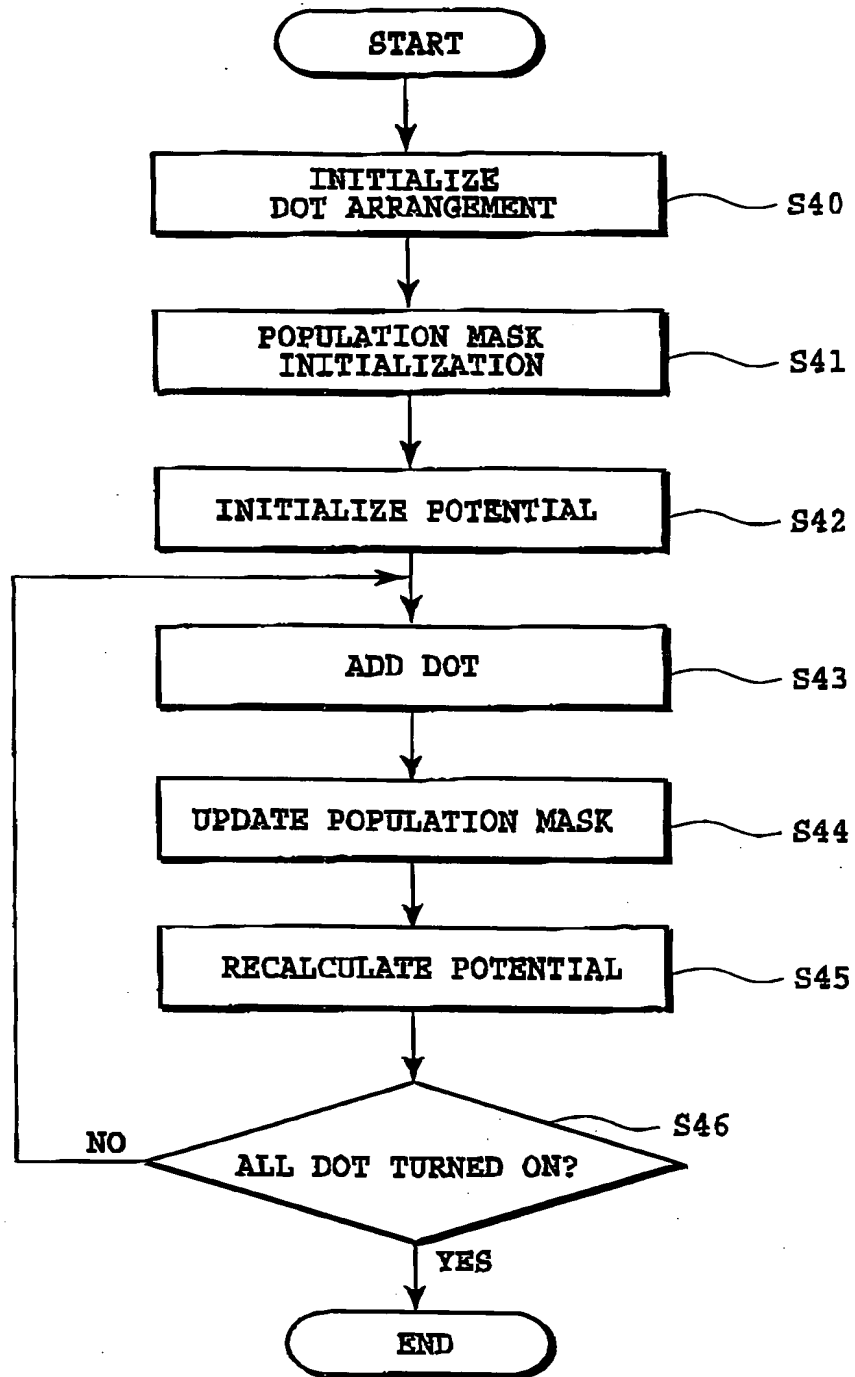 START
INITIALIZE
DOT ARRANGEMENT
S40
POPULATION MASK
INITIALIZATION
S41
INITIALIZE POTENTIAL
S42
ADD DOT
S43
UPDATE POPULATION MASK
S44
RECALCULATE POTENTIAL
S45
S46
NO
ALL DOT TURNED ON?
YES
END